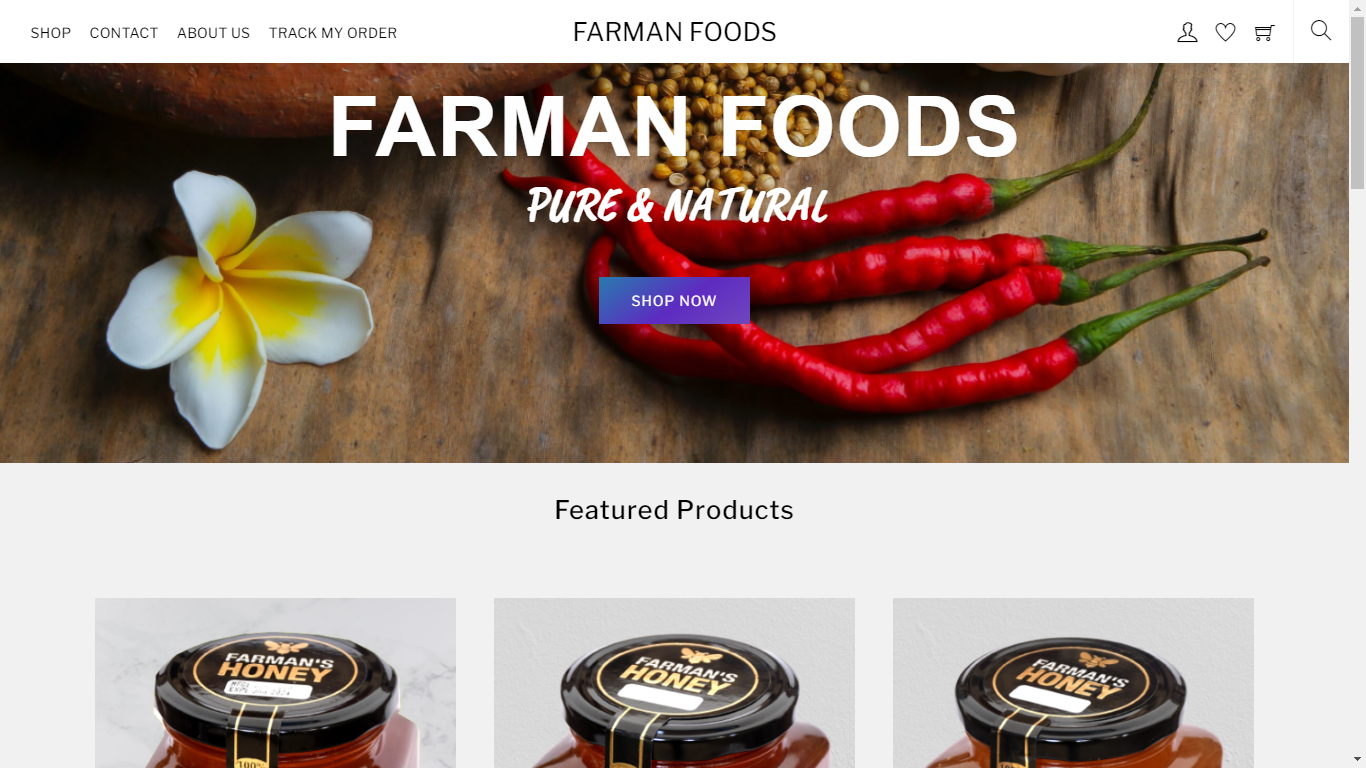 SHOP CONTACT ABOUT US TRACK MY ORDER FARMAN FOODS
FARMAN FOODS
PURE & NATURAL
SHOP NOW
Featured Products
FARMAN'S
HONEY
100%
FARMAN'S
HONEY
FARMAN'S
HONEY